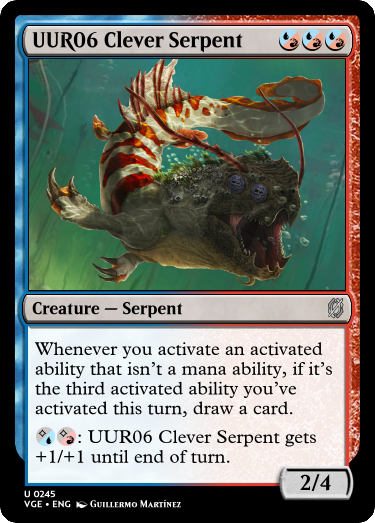 UUR06 Clever Serpent
Creature — Serpent
Whenever you activate an activated
ability that isn't a mana ability, if it's
the third activated ability you've
activated this turn, draw a card.
: UUR06 Clever Serpent gets
+1/+1 until end of turn.
2/4
U 0245
VGE • ENG Guillermo Martínez